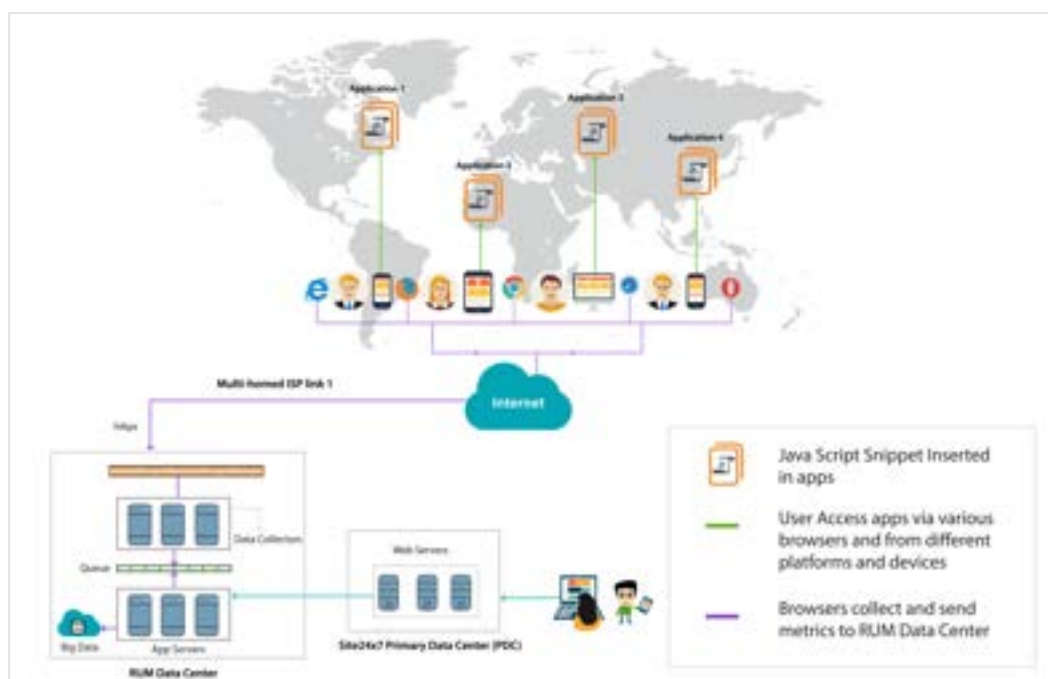 Application 1
Application 3
Application 4
Application 2
Multi-homed ISP link 1
Internet
https
Data Collectors
Queue
Big Data
App Servers
RUM Data Center
Web Servers
Site24x7 Primary Data Center (PDC)
Java Script Snippet Inserted
in apps
User Access apps via various
browsers and from different
platforms and devices
Browsers collect and send
metrics to RUM Data Center